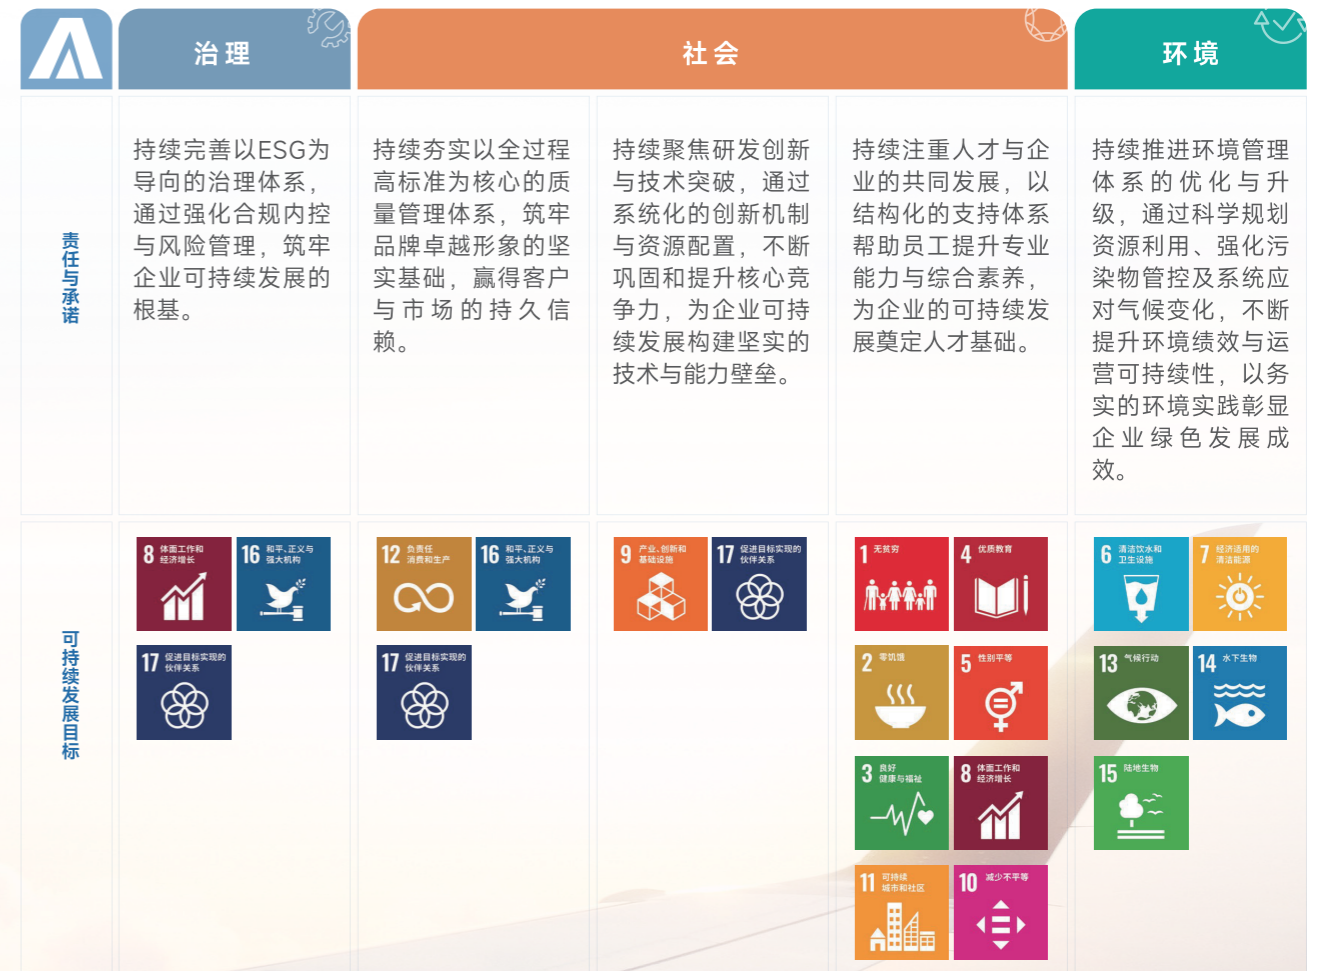 治理
社会
环境
责任与承诺
持续完善以ESG为
导向的治理体系，
通过强化合规内控
与风险管理，筑牢
企业可持续发展的
根基。
持续夯实以全过程
高标准为核心的质
量管理体系，筑牢
品牌卓越形象的坚
实基础，赢得客户
与市场的持久信
赖。
持续聚焦研发创新
与技术突破，通过
系统化的创新机制
与资源配置，不断
巩固和提升核心竞
争力，为企业可持
续发展构建坚实的
技术与能力壁垒。
持续注重人才与企
业的共同发展，以
结构化的支持体系
帮助员工提升专业
能力与综合素养，
为企业的可持续发
展奠定人才基础。
持续推进环境管理
体系的优化与升
级，通过科学规划
资源利用、强化污
染物管控及系统应
对气候变化，不断
提升环境绩效与运
营可持续性，以务
实的环境实践彰显
企业绿色发展成
效。
可持续发展目标
8 体面工作和
经济增长
16 和平、正义与
强大机构
17 促进目标实现的
伙伴关系
12 负责任
消费和生产
16 和平、正义与
强大机构
17 促进目标实现的
伙伴关系
9 产业、创新和
基础设施
17 促进目标实现的
伙伴关系
1 无贫穷
4 优质教育
2 零饥饿
5 性别平等
3 良好
健康与福祉
8 体面工作和
经济增长
11 可持续
城市和社区
10 减少不平等
6 清洁饮水和
卫生设施
7 经济适用的
清洁能源
13 气候行动
14 水下生物
15 陆地生物